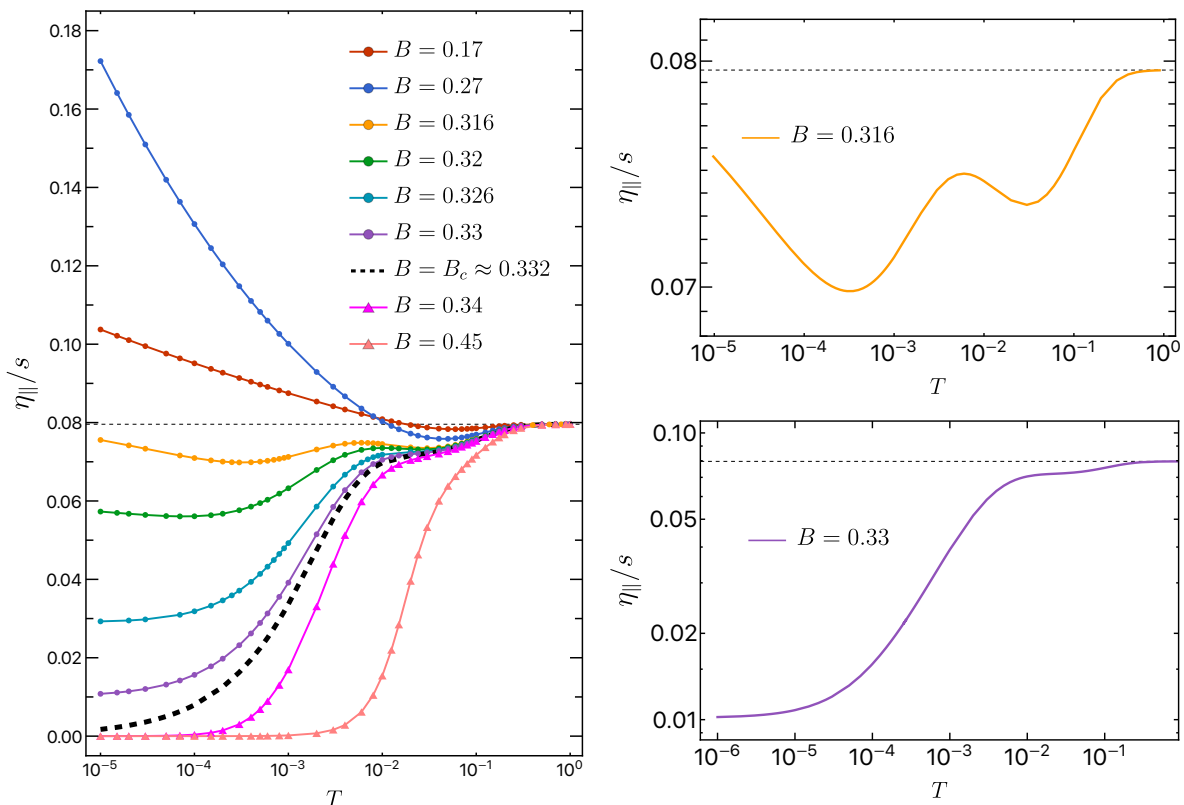 η∥/s
0.18
0.16
0.14
0.12
0.10
0.08
0.06
0.04
0.02
0.00
10⁻⁵ 10⁻⁴ 10⁻³ 10⁻² 10⁻¹ 10⁰
T
B = 0.17
B = 0.27
B = 0.316
B = 0.32
B = 0.326
B = 0.33
B = B_c ≈ 0.332
B = 0.34
B = 0.45
η∥/s
0.08
0.07
B = 0.316
10⁻⁵ 10⁻⁴ 10⁻³ 10⁻² 10⁻¹ 10⁰
T
η∥/s
0.10
0.05
0.02
0.01
B = 0.33
10⁻⁶ 10⁻⁵ 10⁻⁴ 10⁻³ 10⁻² 10⁻¹
T